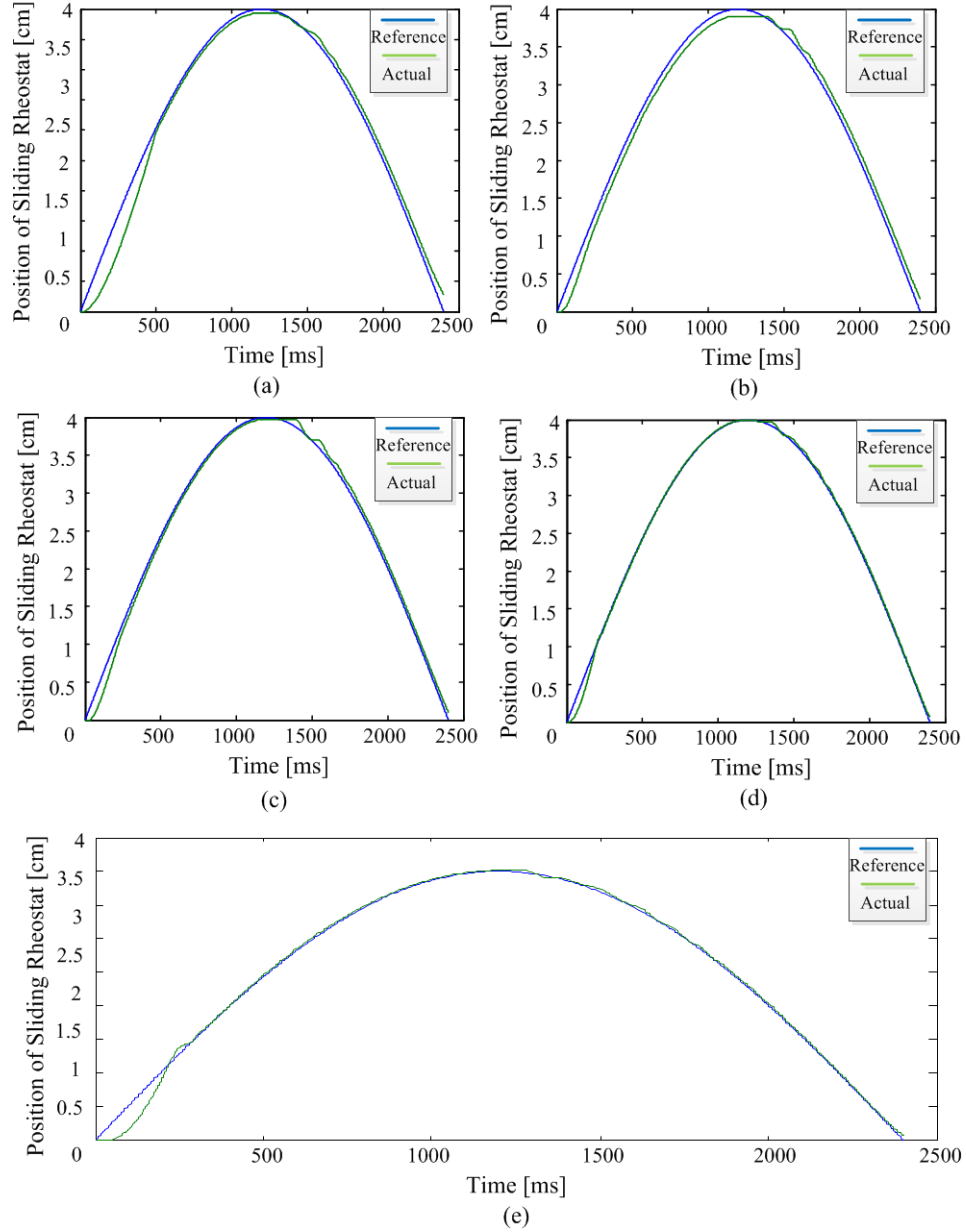 Position of Sliding Rheostat [cm]
4
3.5
3
2.5
2
1.5
1
0.5
0
500
1000
1500
2000
2500
Time [ms]
(a)
Reference
Actual
Position of Sliding Rheostat [cm]
4
3.5
3
2.5
2
1.5
1
0.5
0
500
1000
1500
2000
2500
Time [ms]
(b)
Reference
Actual
Position of Sliding Rheostat [cm]
4
3.5
3
2.5
2
1.5
1
0.5
0
500
1000
1500
2000
2500
Time [ms]
(c)
Reference
Actual
Position of Sliding Rheostat [cm]
4
3.5
3
2.5
2
1.5
1
0.5
0
500
1000
1500
2000
2500
Time [ms]
(d)
Reference
Actual
Position of Sliding Rheostat [cm]
4
3.5
3
2.5
2
1.5
1
0.5
0
500
1000
1500
2000
2500
Time [ms]
(e)
Reference
Actual